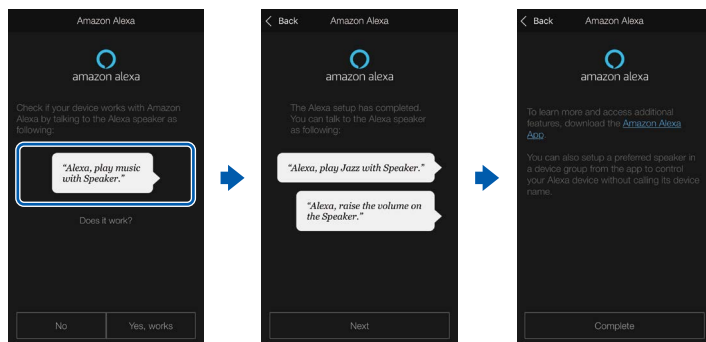 Amazon Alexa
amazon alexa
Check if your device works with Amazon
Alexa by talking to the Alexa speaker as
following:
“Alexa, play music
with Speaker.”
Does it work?
No
Yes, works
Back
Amazon Alexa
amazon alexa
The Alexa setup has completed.
You can talk to the Alexa speaker
as following:
“Alexa, play Jazz with Speaker.”
“Alexa, raise the volume on
the Speaker.”
Next
Back
Amazon Alexa
amazon alexa
To learn more and access additional
features, download the Amazon Alexa
App.
You can also setup a preferred speaker in
a device group from the app to control
your Alexa device without calling its device
name.
Complete